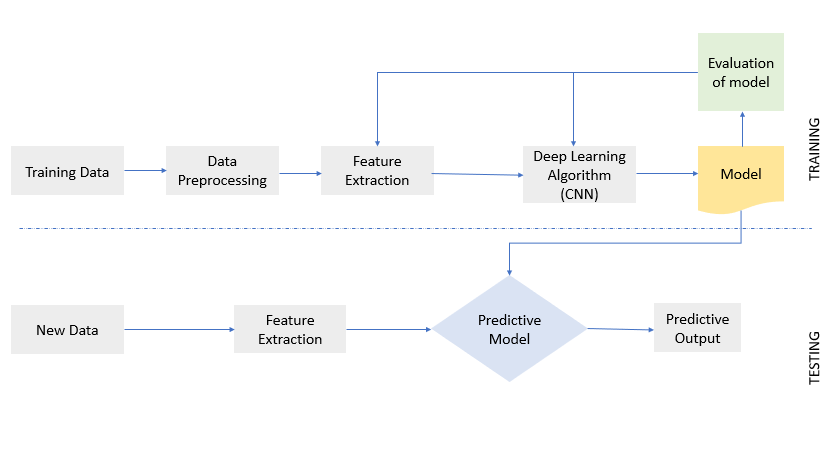 Evaluation
of model
TRAINING
Training Data
Data
Preprocessing
Feature
Extraction
Deep Learning
Algorithm
(CNN)
Model
New Data
Feature
Extraction
Predictive
Model
Predictive
Output
TESTING